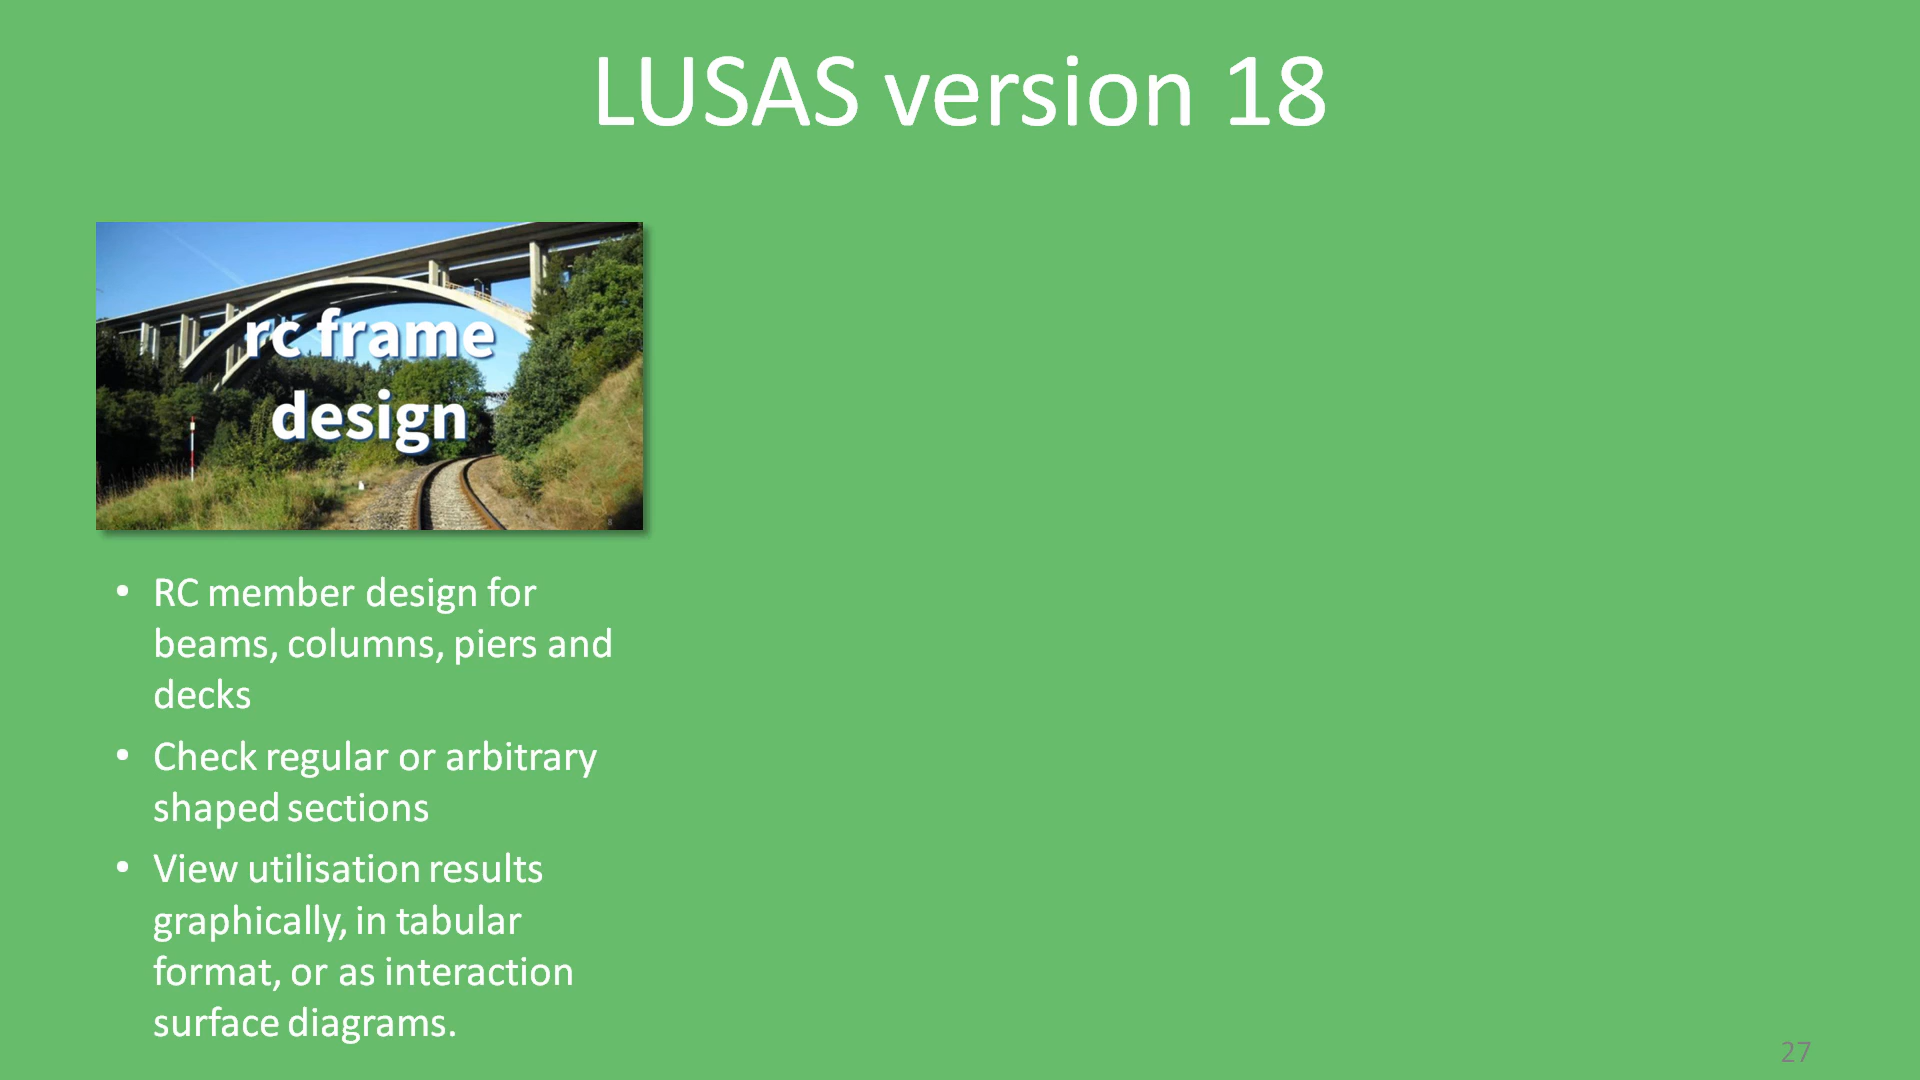 LUSAS version 18
rc frame
design
8
• RC member design for
beams, columns, piers and
decks
• Check regular or arbitrary
shaped sections
• View utilisation results
graphically, in tabular
format, or as interaction
surface diagrams.
27